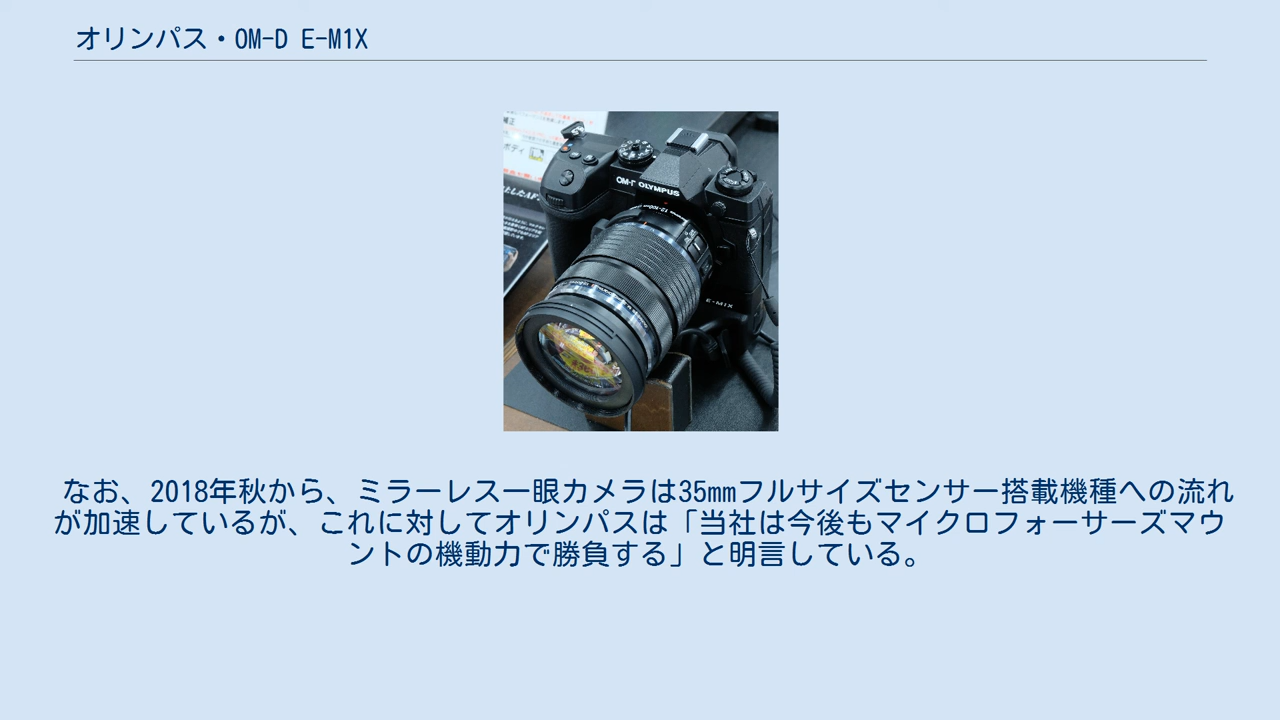 オリンパス・OM-D E-M1X
補正
ボディ
OM-D OLYMPUS
E-M1X
なお、2018年秋から、ミラーレス一眼カメラは35mmフルサイズセンサー搭載機種への流れ
が加速しているが、これに対してオリンパスは「当社は今後もマイクロフォーサーズマウ
ントの機動力で勝負する」と明言している。